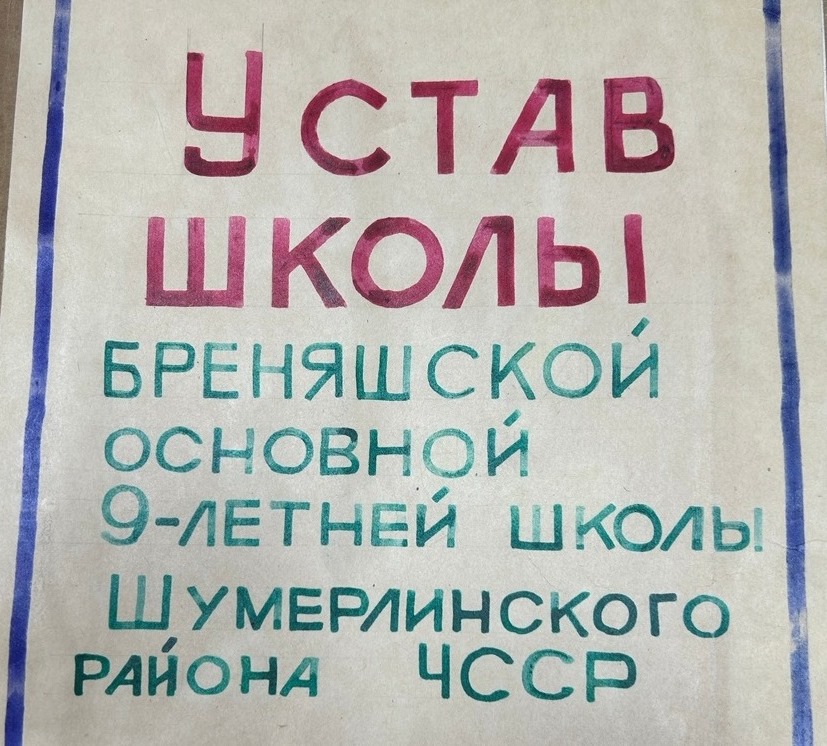 УСТАВ
ШКОЛЫ
БРЕНЯШСКОЙ
ОСНОВНОЙ
9-ЛЕТНЕЙ ШКОЛЫ
ШУМЕРЛИНСКОГО
РАЙОНА ЧССР